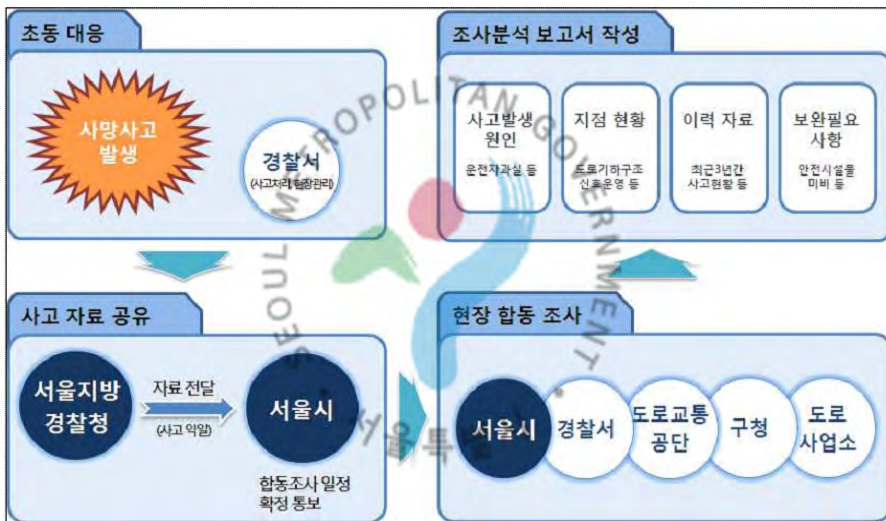 초동 대응
사망사고
발생
경찰서
(사고처리,현장관리)
사고 자료 공유
서울지방
경찰청
자료 전달
(사고 익일)
서울시
합동조사 일정
확정 통보
현장 합동 조사
서울시
경찰서
도로교통
공단
구청
도로
사업소
조사분석 보고서 작성
사고발생
원인
운전자과실 등
지점 현황
도로기하구조
신호운영 등
이력 자료
최근3년간
사고현황 등
보완필요
사항
안전시설물
미비 등
SEOUL METROPOLITAN GOVERNMENT